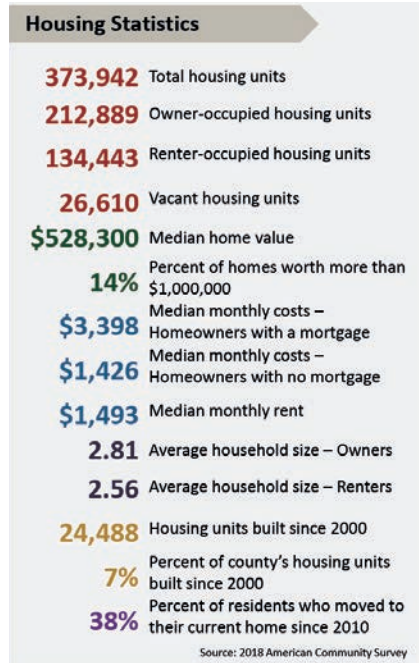 Housing Statistics
373,942 Total housing units
212,889 Owner-occupied housing units
134,443 Renter-occupied housing units
26,610 Vacant housing units
$528,300 Median home value
14% Percent of homes worth more than
$1,000,000
$3,398 Median monthly costs –
Homeowners with a mortgage
$1,426 Median monthly costs –
Homeowners with no mortgage
$1,493 Median monthly rent
2.81 Average household size – Owners
2.56 Average household size – Renters
24,488 Housing units built since 2000
7% Percent of county's housing units
built since 2000
38% Percent of residents who moved to
their current home since 2010
Source: 2018 American Community Survey